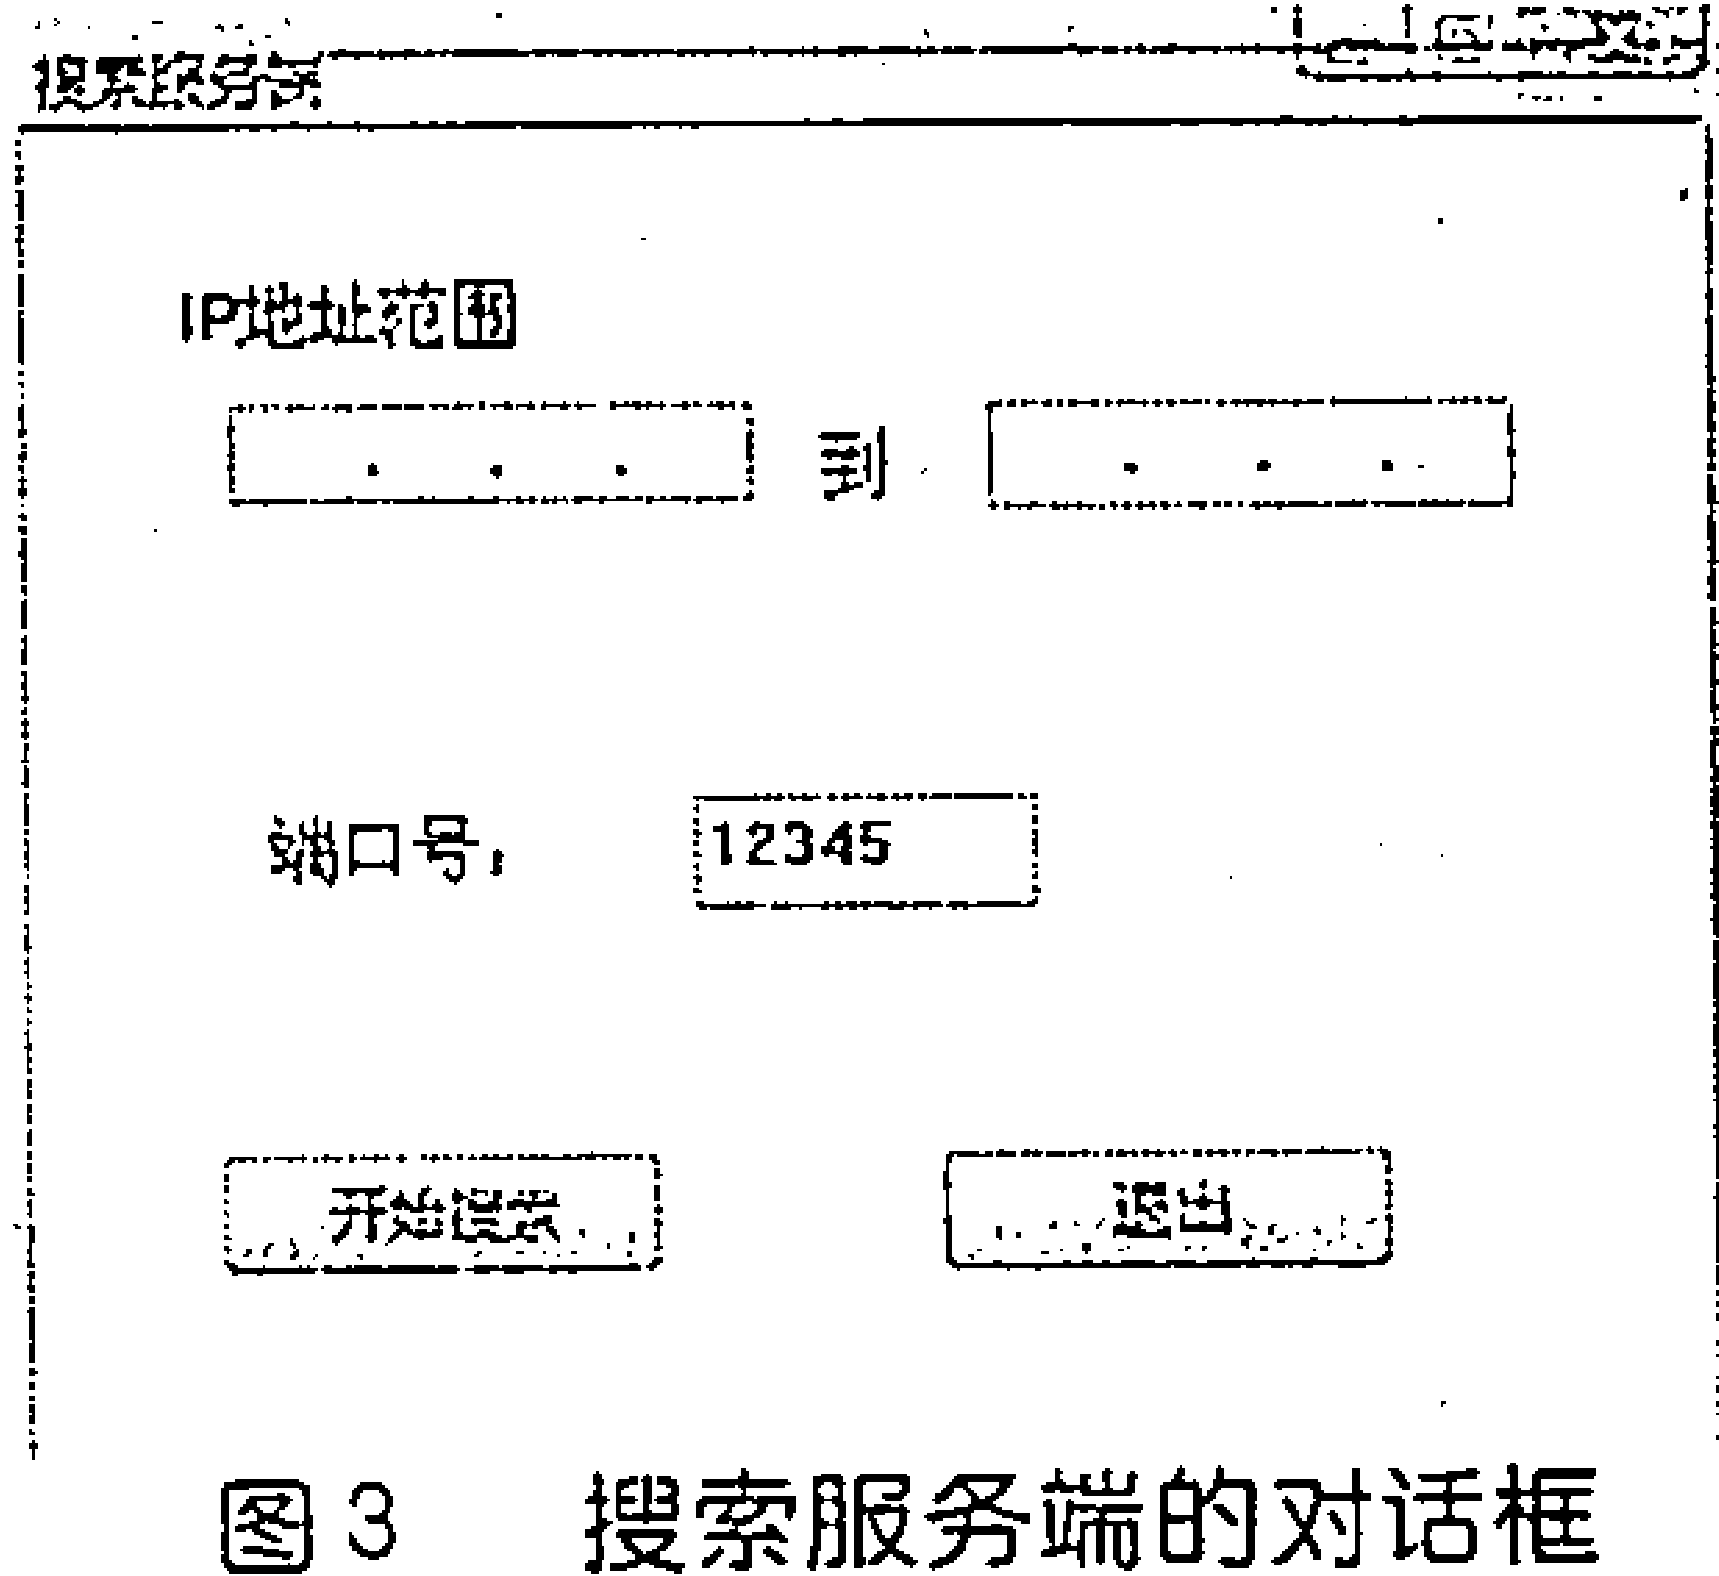 搜索服务端
IP地址范围
. . . 到 . . .
端口号:
12345
开始搜索
退出
图3 搜索服务端的对话框